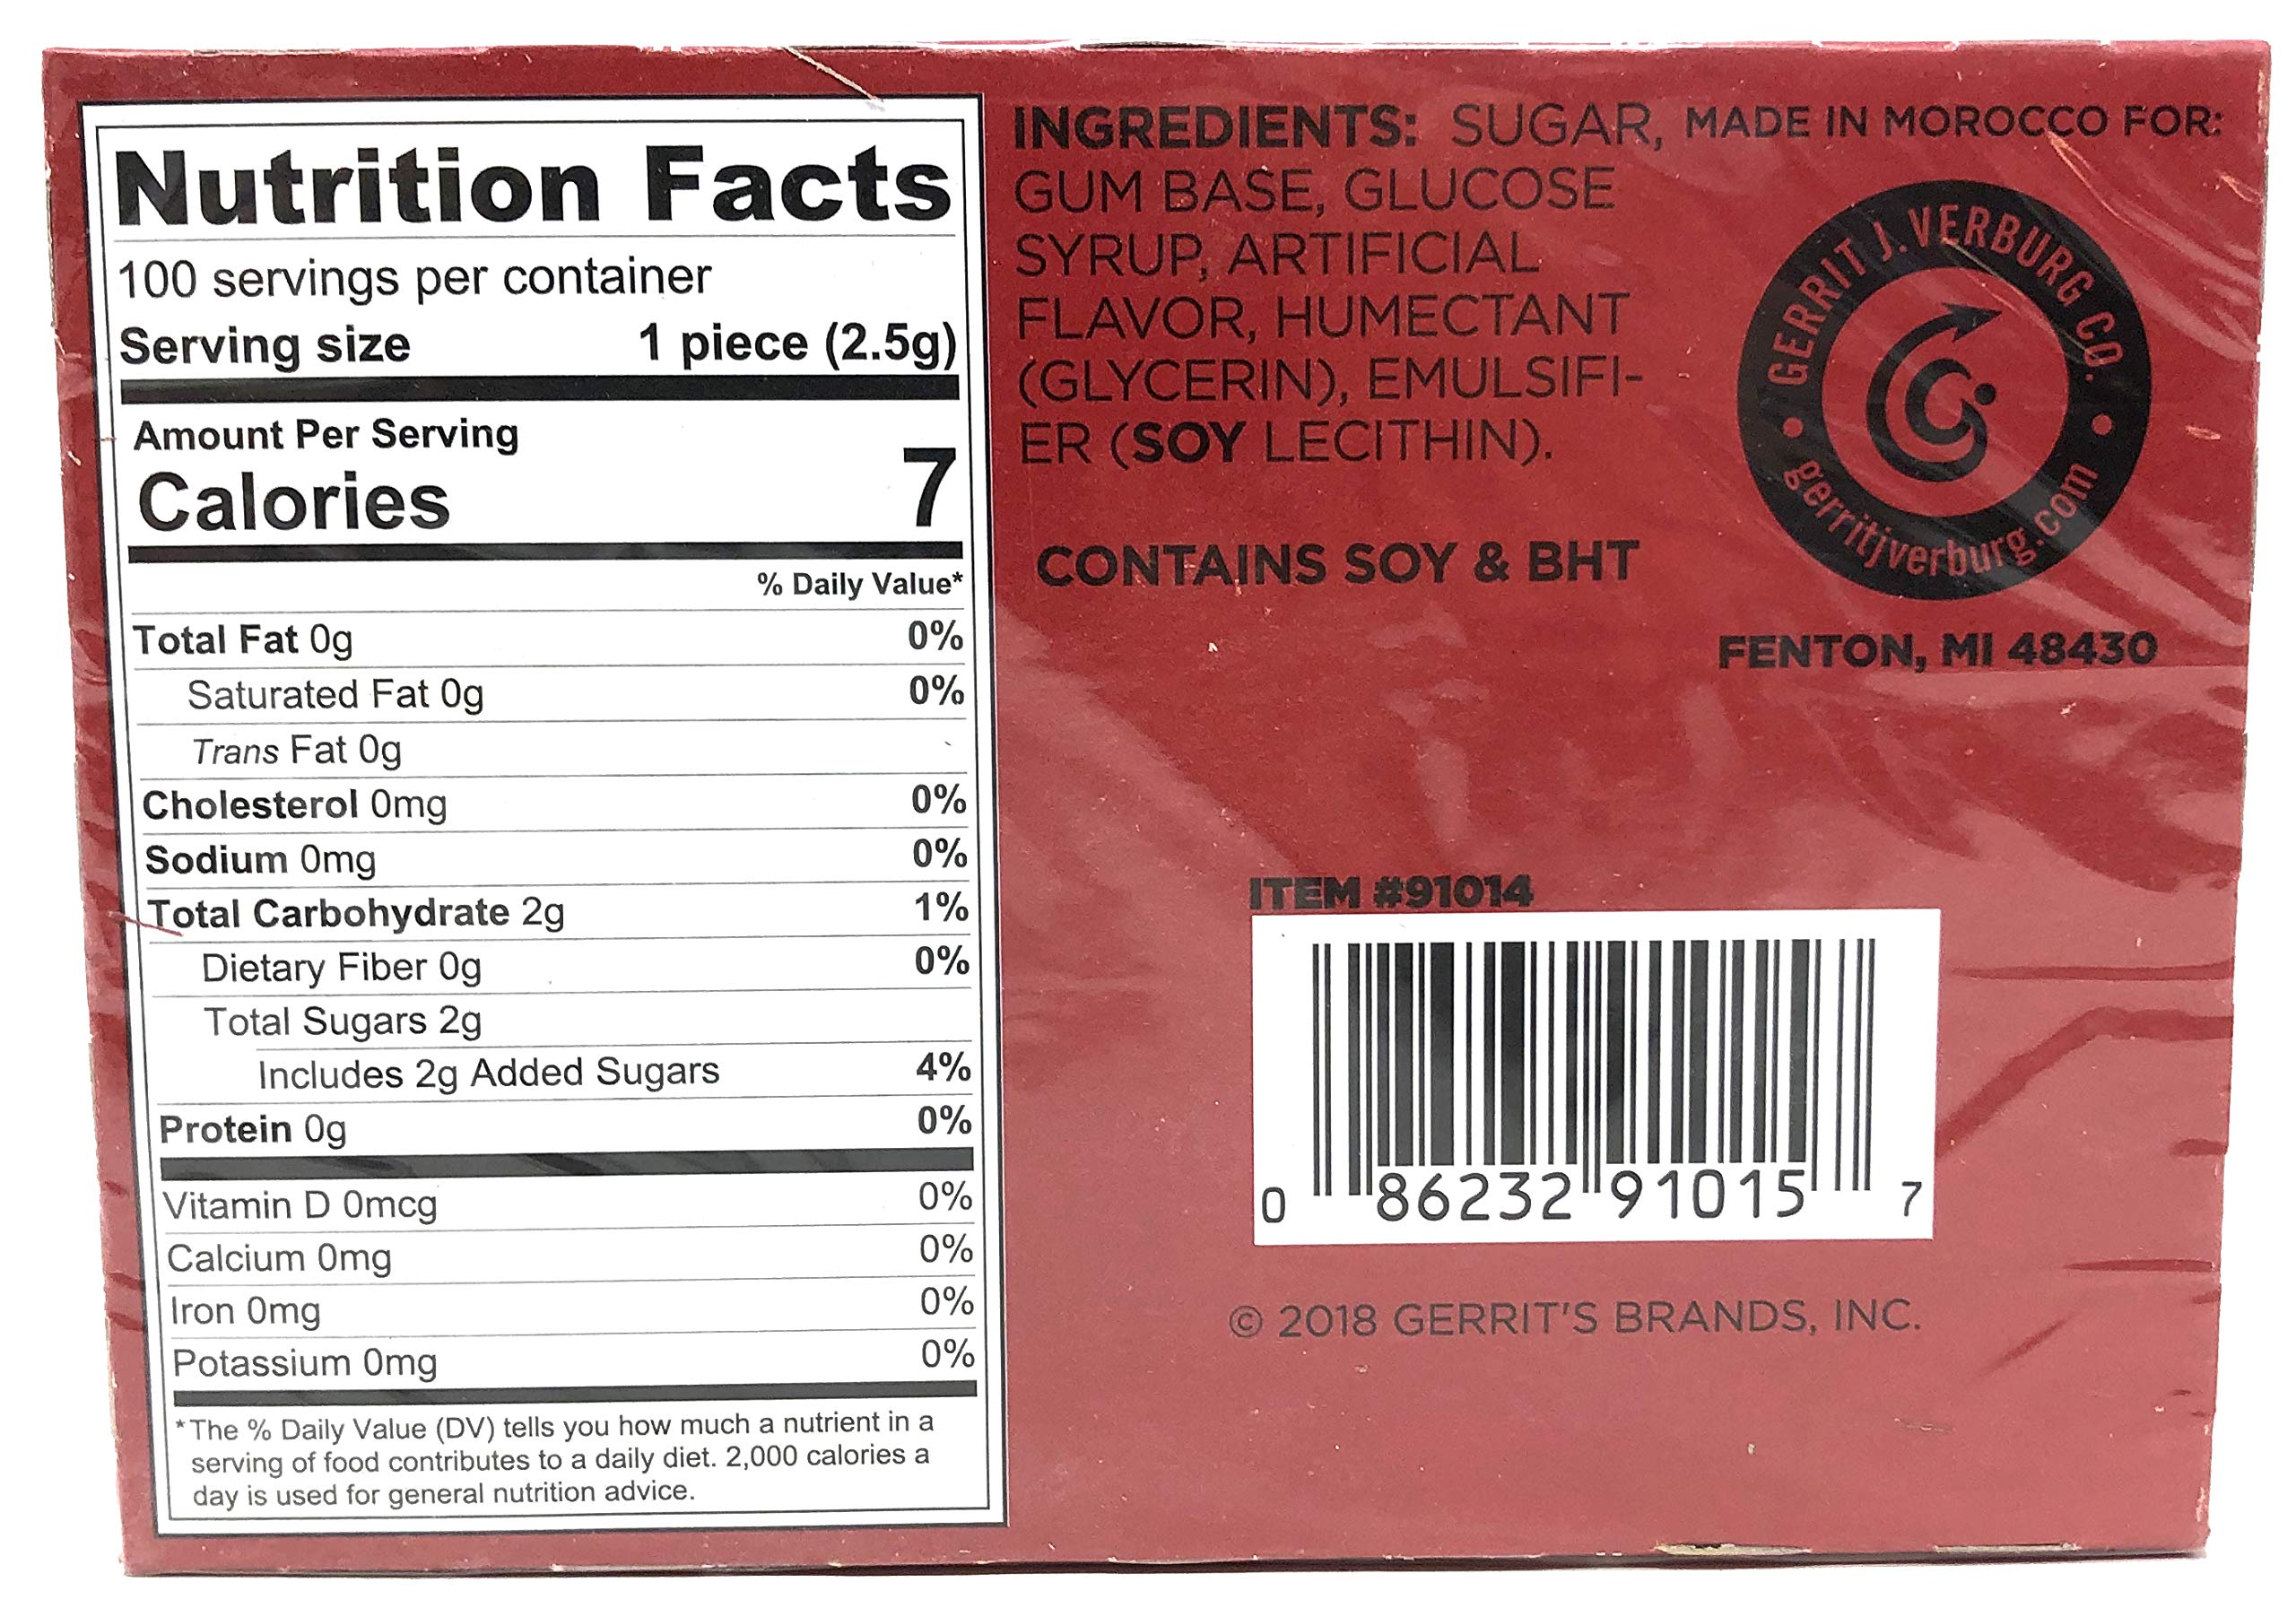 Nutrition Facts
100 servings per container
Serving size 1 piece (2.5g)
Amount Per Serving
Calories 7
% Daily Value*
Total Fat 0g 0%
Saturated Fat 0g 0%
Trans Fat 0g
Cholesterol 0mg 0%
Sodium 0mg 0%
Total Carbohydrate 2g 1%
Dietary Fiber 0g 0%
Total Sugars 2g
Includes 2g Added Sugars 4%
Protein 0g 0%
Vitamin D 0mcg 0%
Calcium 0mg 0%
Iron 0mg 0%
Potassium 0mg 0%
*The % Daily Value (DV) tells you how much a nutrient in a
serving of food contributes to a daily diet. 2,000 calories a
day is used for general nutrition advice.
INGREDIENTS: SUGAR,
GUM BASE, GLUCOSE
SYRUP, ARTIFICIAL
FLAVOR, HUMECTANT
(GLYCERIN), EMULSIFI-
ER (SOY LECITHIN).
CONTAINS SOY & BHT
MADE IN MOROCCO FOR:
GERRIT J. VERBURG CO.
gerritjverburg.com
FENTON, MI 48430
ITEM #91014
0 86232 91015 7
© 2018 GERRIT'S BRANDS, INC.